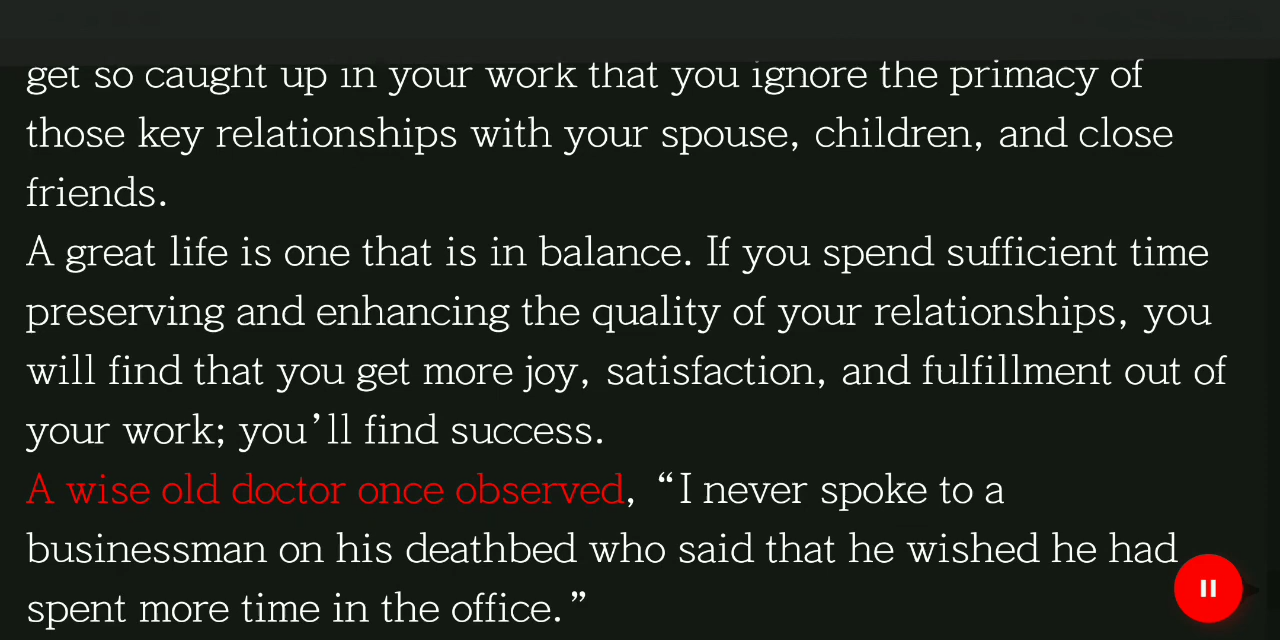 get so caught up in your work that you ignore the primacy of
those key relationships with your spouse, children, and close
friends.
A great life is one that is in balance. If you spend sufficient time
preserving and enhancing the quality of your relationships, you
will find that you get more joy, satisfaction, and fulfillment out of
your work; you’ll find success.
A wise old doctor once observed, “I never spoke to a
businessman on his deathbed who said that he wished he had
spent more time in the office.”